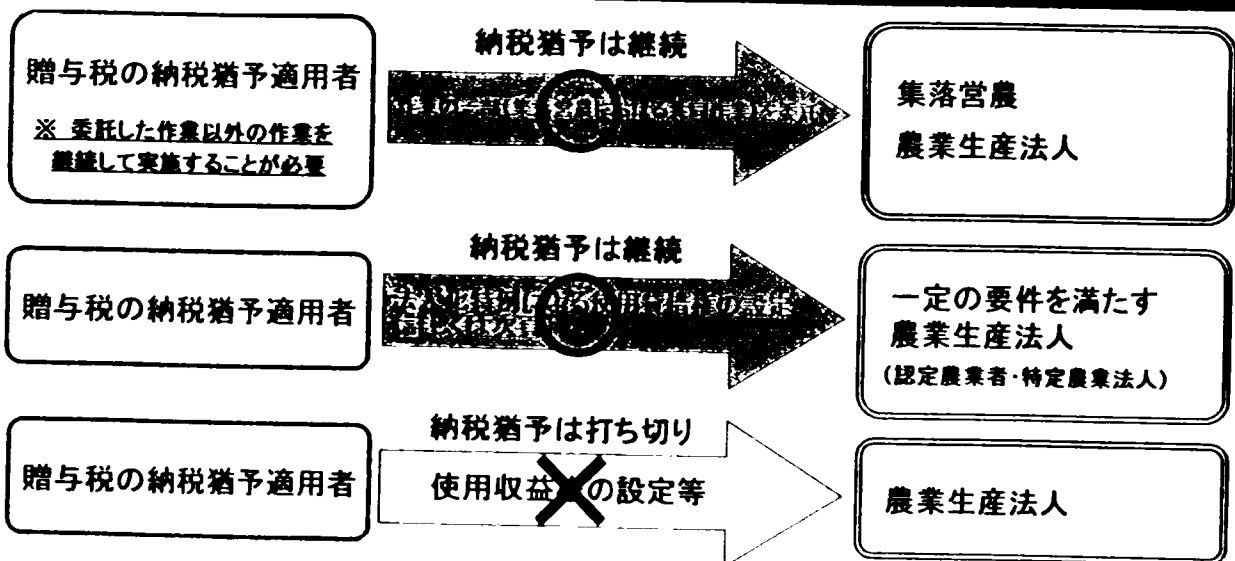 贈与税の納税猶予適用者
※ 委託した作業以外の作業を
継続して実施することが必要
納税猶予は継続
集落営農
農業生産法人
贈与税の納税猶予適用者
納税猶予は継続
一定の要件を満たす
農業生産法人
(認定農業者・特定農業法人)
贈与税の納税猶予適用者
納税猶予は打ち切り
使用収益 の設定等
農業生産法人